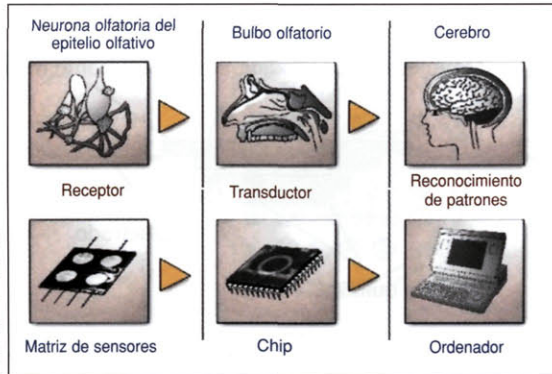 Neurona olfatoria del
epitelio olfativo
Bulbo olfatorio
Cerebro
Receptor
Transductor
Reconocimiento
de patrones
Matriz de sensores
Chip
Ordenador